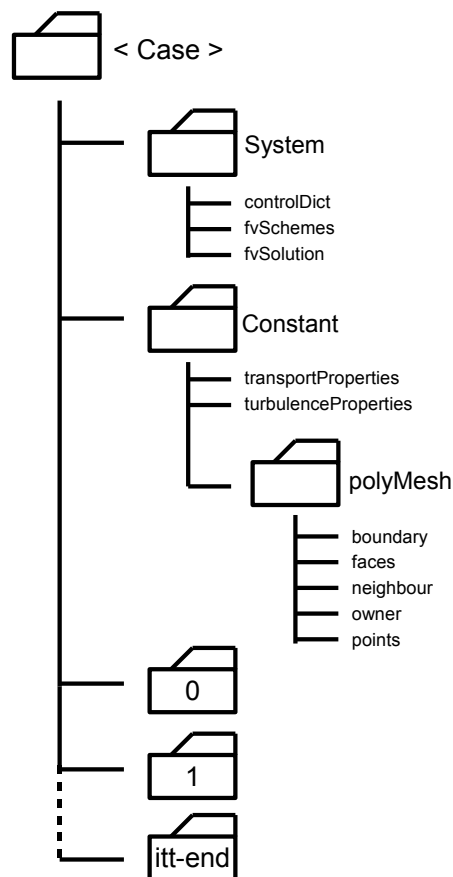 < Case >
System
controlDict
fvSchemes
fvSolution
Constant
transportProperties
turbulenceProperties
polyMesh
boundary
faces
neighbour
owner
points
0
1
itt-end